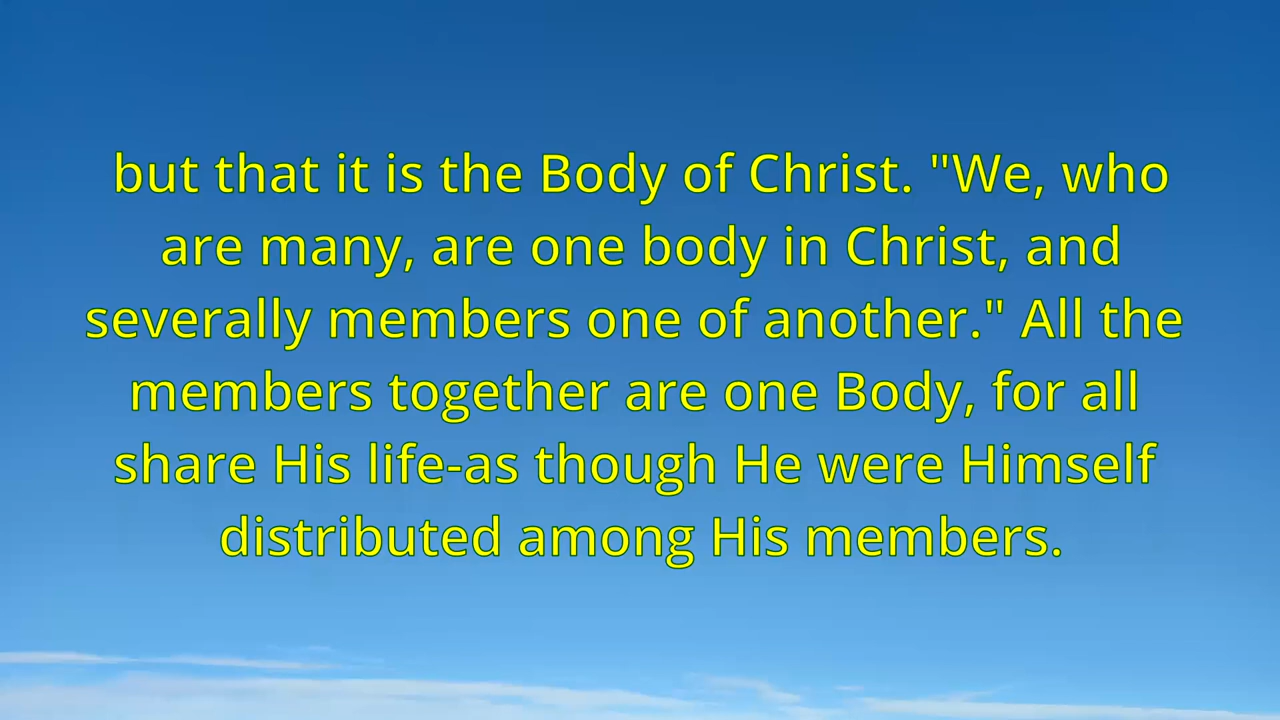 but that it is the Body of Christ. "We, who
are many, are one body in Christ, and
severally members one of another." All the
members together are one Body, for all
share His life-as though He were Himself
distributed among His members.